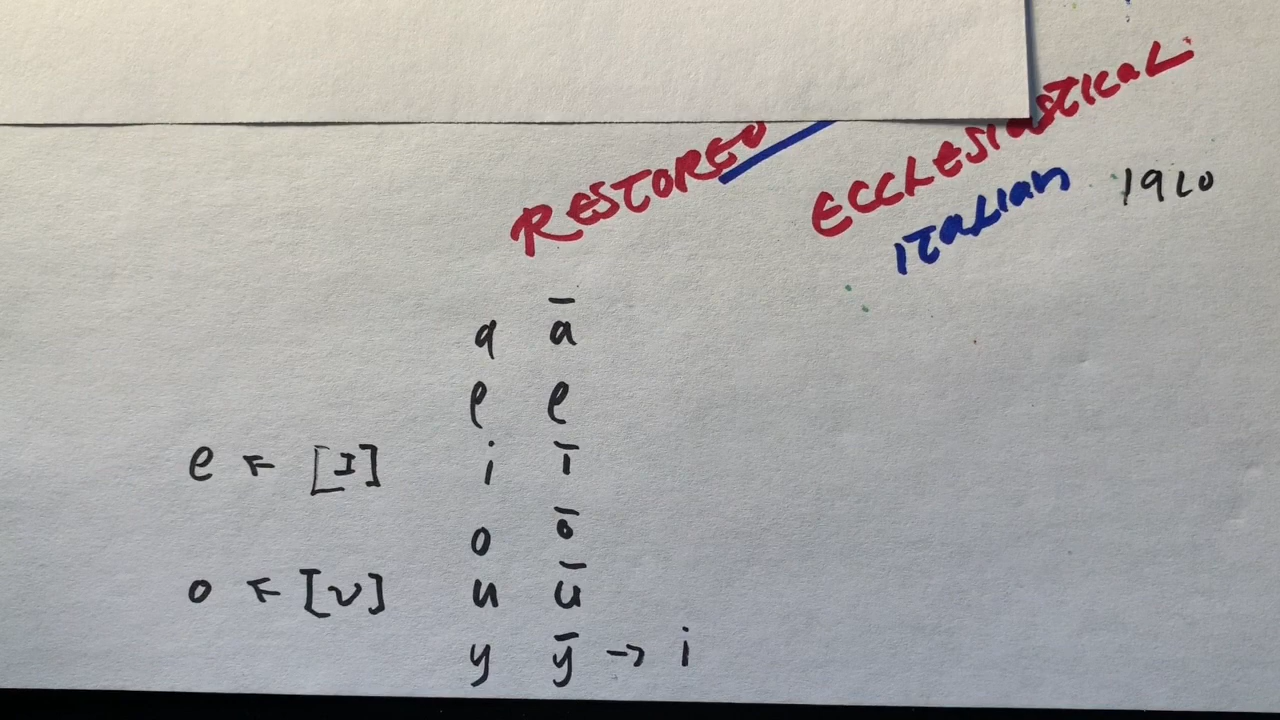 RESTORED
ECCLESIASTICAL
ITALIAN 1910
a ā
e e
e ← [ɪ] i ī
o ō
o ← [ʊ] u ū
y ȳ → i